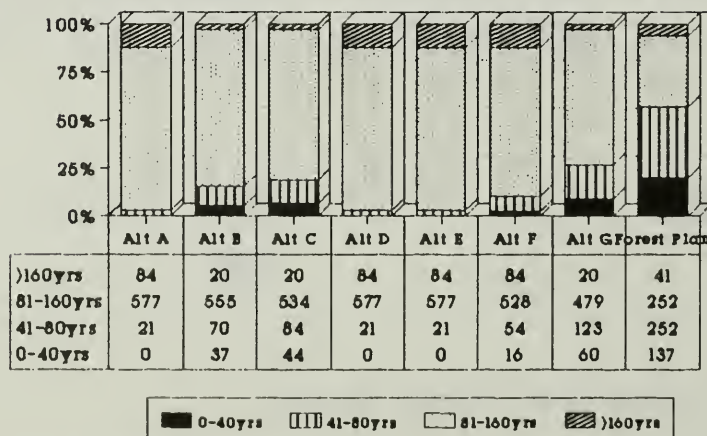 100%
75%
50%
25%
0%
Alt A Alt B Alt C Alt D Alt E Alt F Alt G Forest Plan
>160yrs 84 20 20 84 84 84 20 41
81-160yrs 577 555 534 577 577 528 479 252
41-80yrs 21 70 84 21 21 54 123 252
0-40yrs 0 37 44 0 0 16 60 137
0-40yrs 41-80yrs 81-160yrs >160yrs